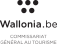 Wallonia.be
COMMISSARIAT
GÉNÉRAL AU TOURISME